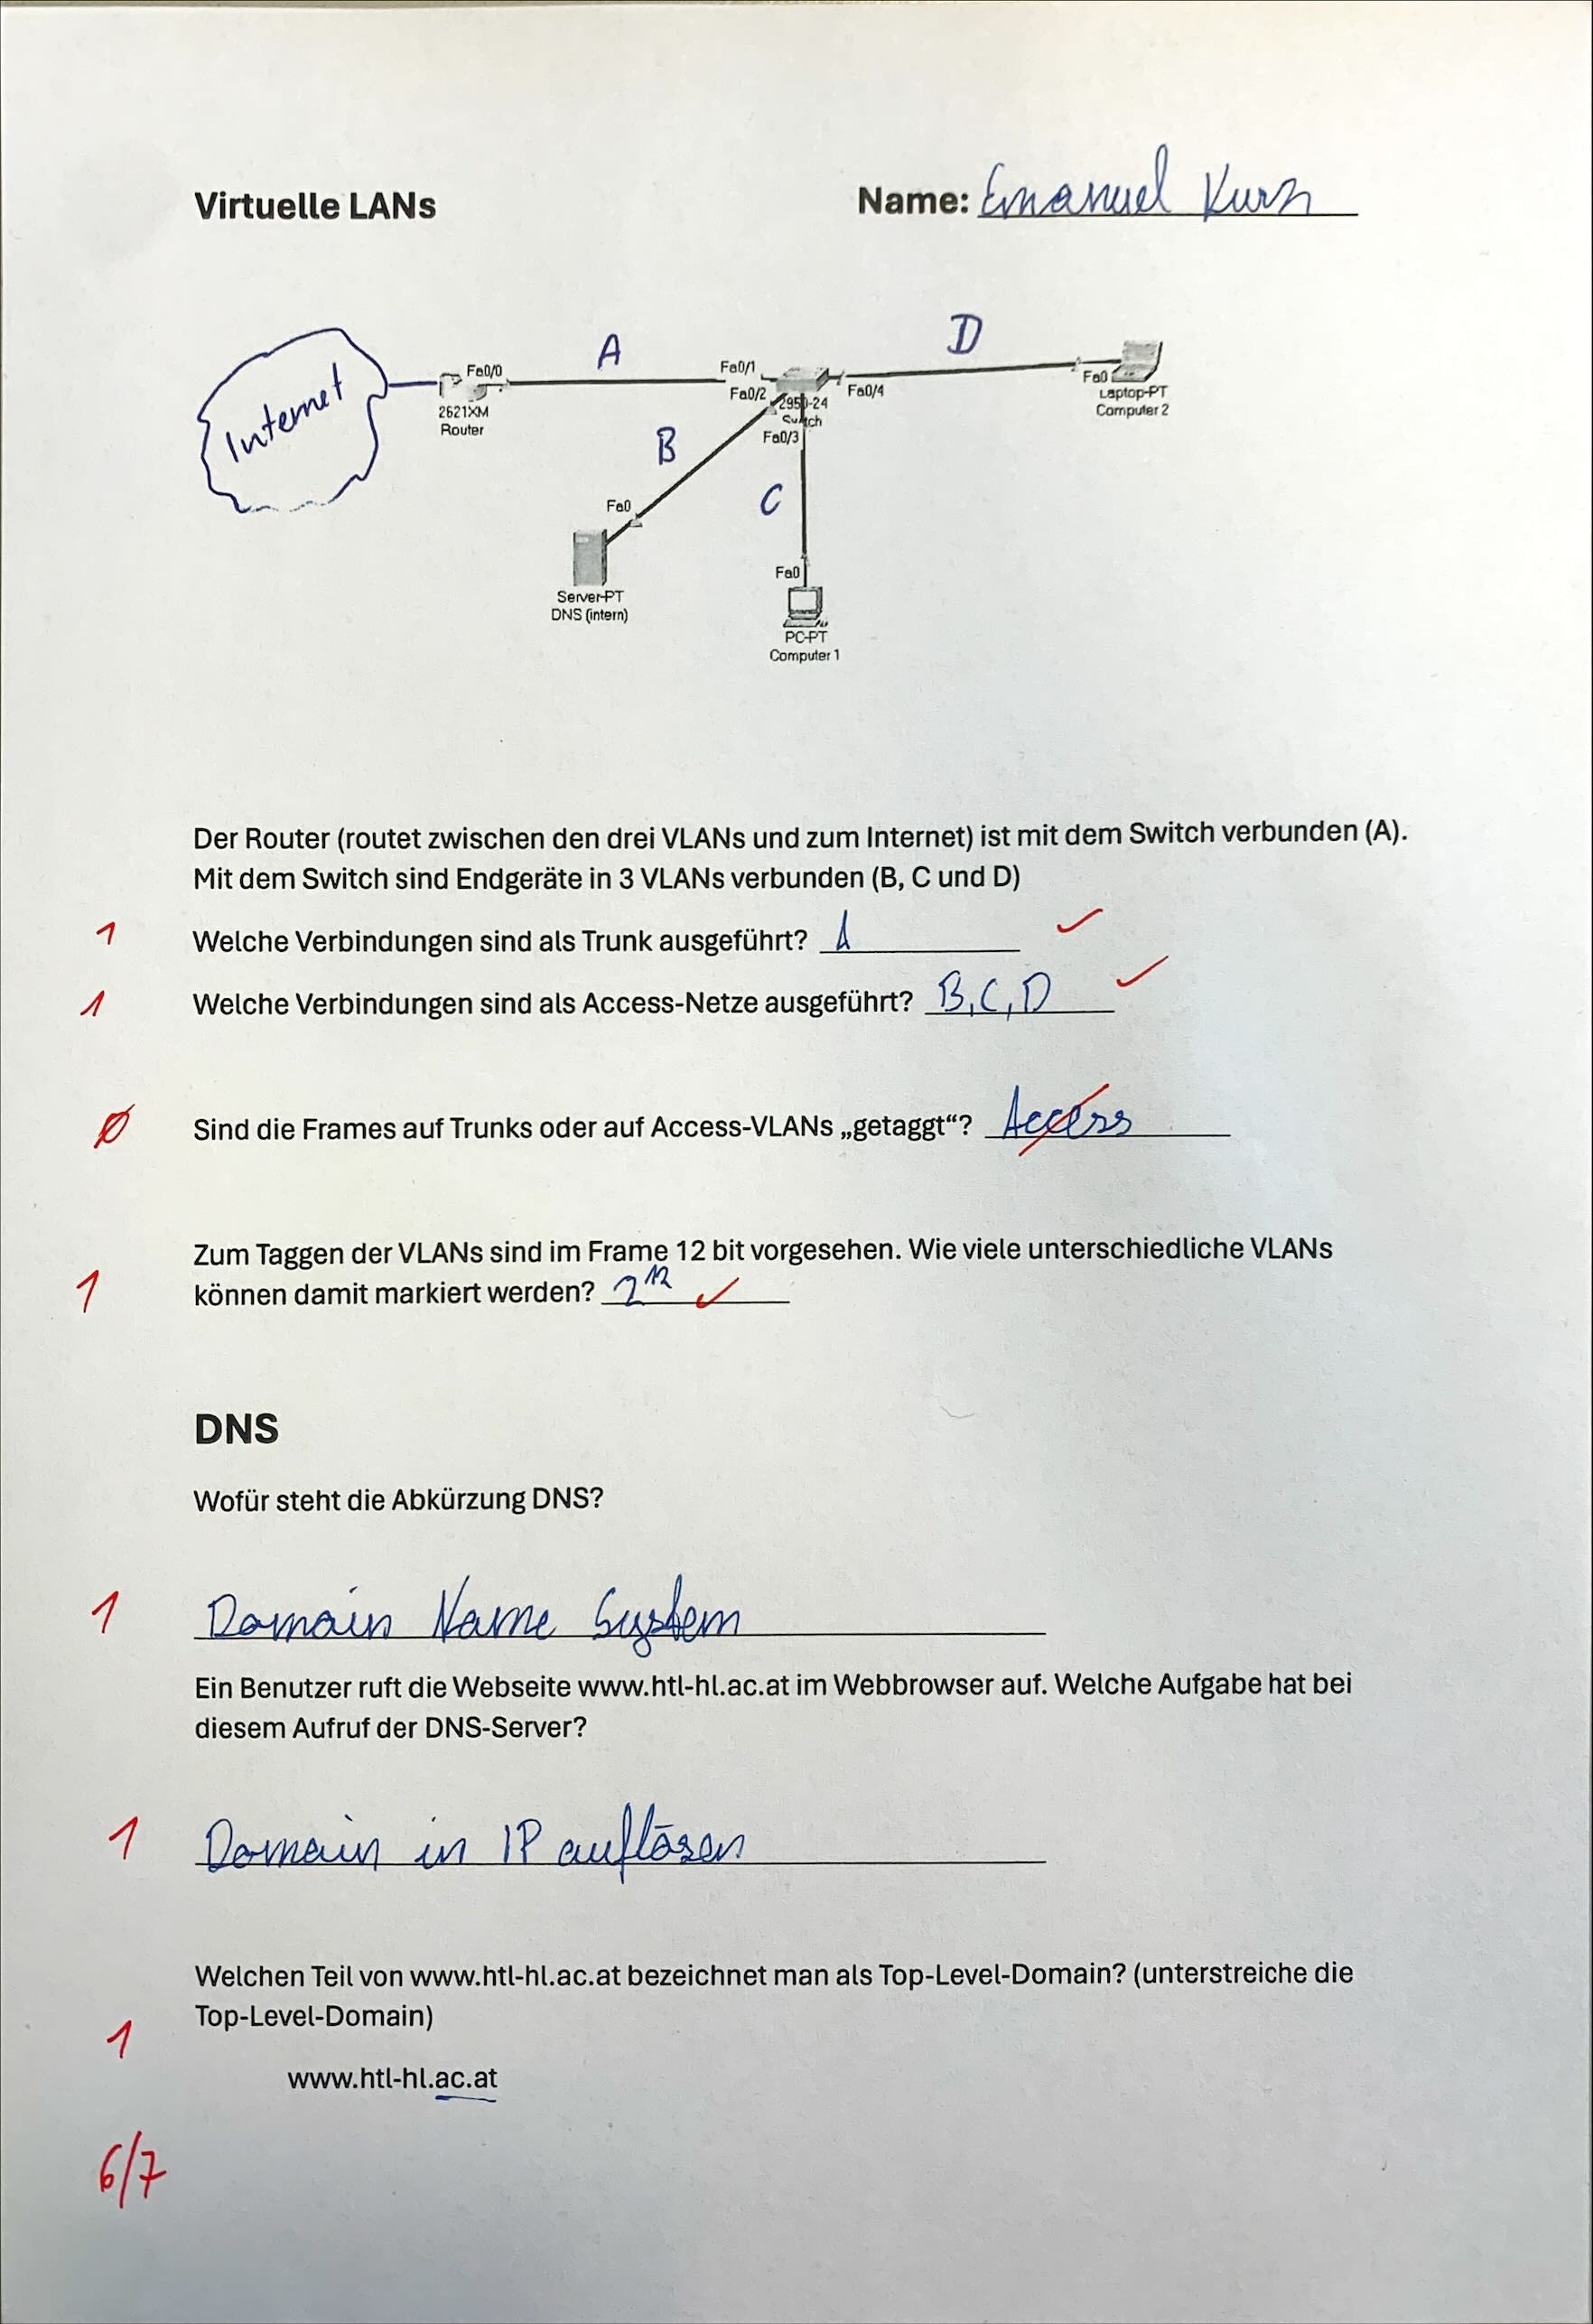 Virtuelle LANs
Name: Emanuel Kurz
Internet
A
B
C
D
Fa0/0
2621XM
Router
Fa0/1
Fa0/2
2950-24
Switch
Fa0/3
Fa0/4
Fa0
Laptop-PT
Computer 2
Fa0
Server-PT
DNS (intern)
Fa0
PC-PT
Computer 1
Der Router (routet zwischen den drei VLANs und zum Internet) ist mit dem Switch verbunden (A).
Mit dem Switch sind Endgeräte in 3 VLANs verbunden (B, C und D)
1 Welche Verbindungen sind als Trunk ausgeführt? A ✓
1 Welche Verbindungen sind als Access-Netze ausgeführt? B, C, D ✓
0 Sind die Frames auf Trunks oder auf Access-VLANs „getaggt“? Access
Zum Taggen der VLANs sind im Frame 12 bit vorgesehen. Wie viele unterschiedliche VLANs
1 können damit markiert werden? 2¹² ✓
DNS
Wofür steht die Abkürzung DNS?
1 Domain Name System
Ein Benutzer ruft die Webseite www.htl-hl.ac.at im Webbrowser auf. Welche Aufgabe hat bei
diesem Aufruf der DNS-Server?
1 Domain in IP auflösen
Welchen Teil von www.htl-hl.ac.at bezeichnet man als Top-Level-Domain? (unterstreiche die
1 Top-Level-Domain)
www.htl-hl.ac.at
6/7